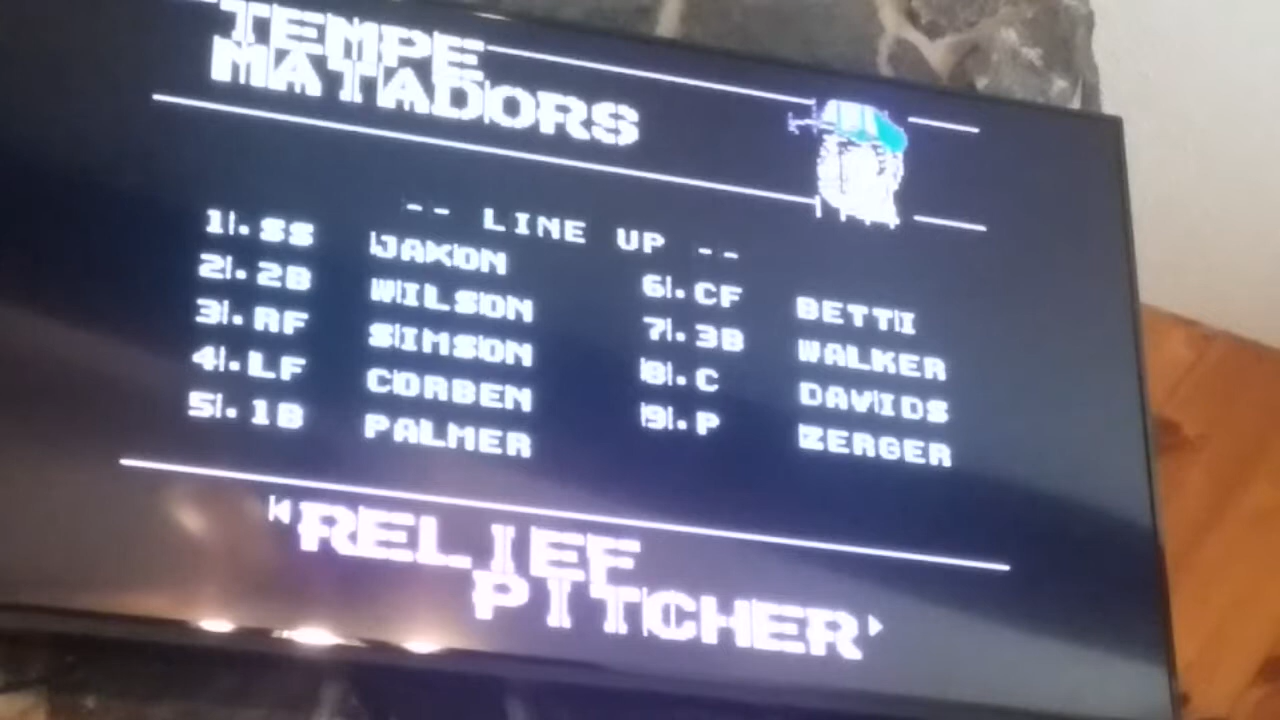 TEMPE
MATADORS
-- LINE UP --
1.SS JAXON
2.2B WILSON
3.RF SIMSON
4.LF CORBEN
5.1B PALMER
6.CF BETTI
7.3B WALKER
8.C DAVIDS
9.P ZERGER
RELIEF
PITCHER